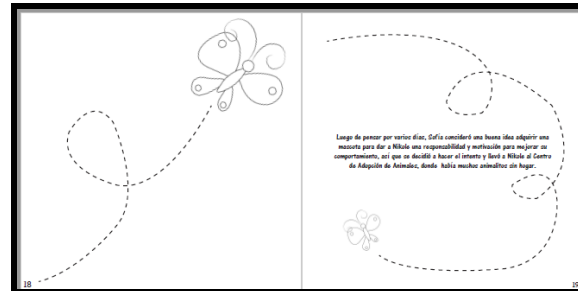 Luego de pensar por varios días, Sofía consideró una buena idea adquirir una
mascota para dar a Nikole una responsabilidad y motivación para mejorar su
comportamiento, así que se decidió a hacer el intento y llevó a Nikole al Centro
de Adopción de Animales, donde había muchos animalitos sin hogar.
18
19